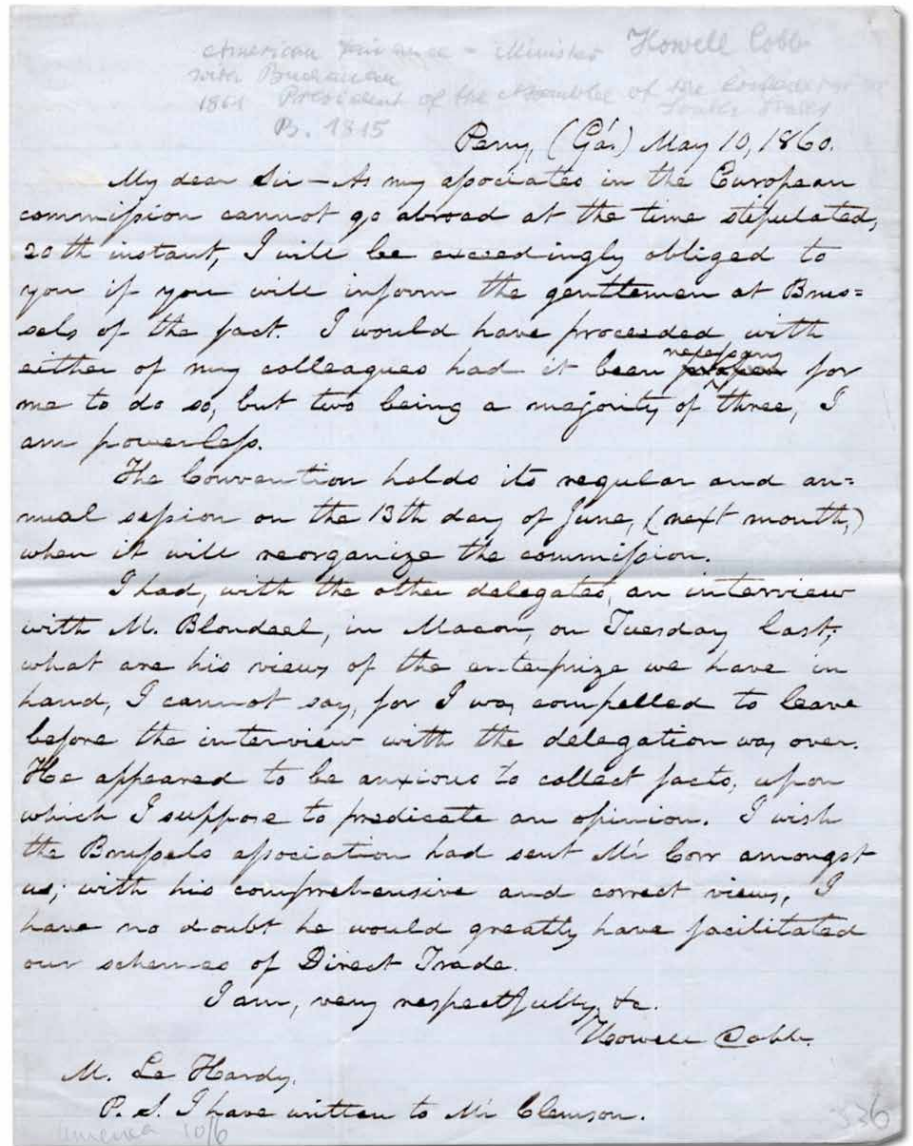 American Finance - Minister Howell Cobb
with Buchanan
1861 President of the Assemblee of the
South States
B. 1815
Perry, (Ga.) May 10, 1860.
My dear Sir — As my associates in the European
commission cannot go abroad at the time stipulated,
20th instant, I will be exceedingly obliged to
you if you will inform the gentlemen at Brus=
sels of the fact. I would have proceeded with
either of my colleagues had it been necessary for
me to do so, but two being a majority of three, I
am powerless.
The Convention holds its regular and an=
nual session on the 13th day of June, (next month,)
when it will reorganize the commission.
I had, with the other delegates, an interview
with M. Blondeel, in Macon, on Tuesday last;
what are his views of the enterprize we have in
hand, I cannot say, for I was compelled to leave
before the interview with the delegation was over.
He appeared to be anxious to collect facts, upon
which I suppose to predicate an opinion. I wish
the Brussels association had sent Mr Corr amongst
us; with his comprehensive and correct views, I
have no doubt he would greatly have facilitated
our schemes of Direct Trade.
I am, very respectfully, &c.
Howell Cobb.
M. Le Hardy.
P. S. I have written to Mr Clemson.
America 10/6
336